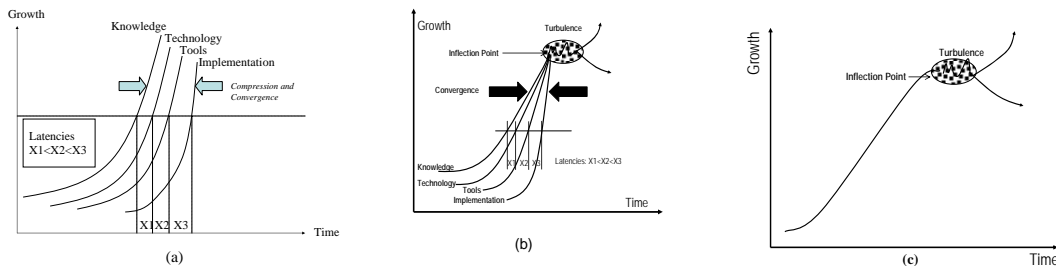 Growth
Knowledge
Technology
Tools
Implementation
Compression and
Convergence
Latencies
X1<X2<X3
X1 X2 X3
Time
(a)
Growth
Turbulence
Inflection Point
Convergence
X1 X2 X3
Latencies: X1<X2<X3
Knowledge
Technology
Tools
Implementation
Time
(b)
Growth
Turbulence
Inflection Point
Time
(c)